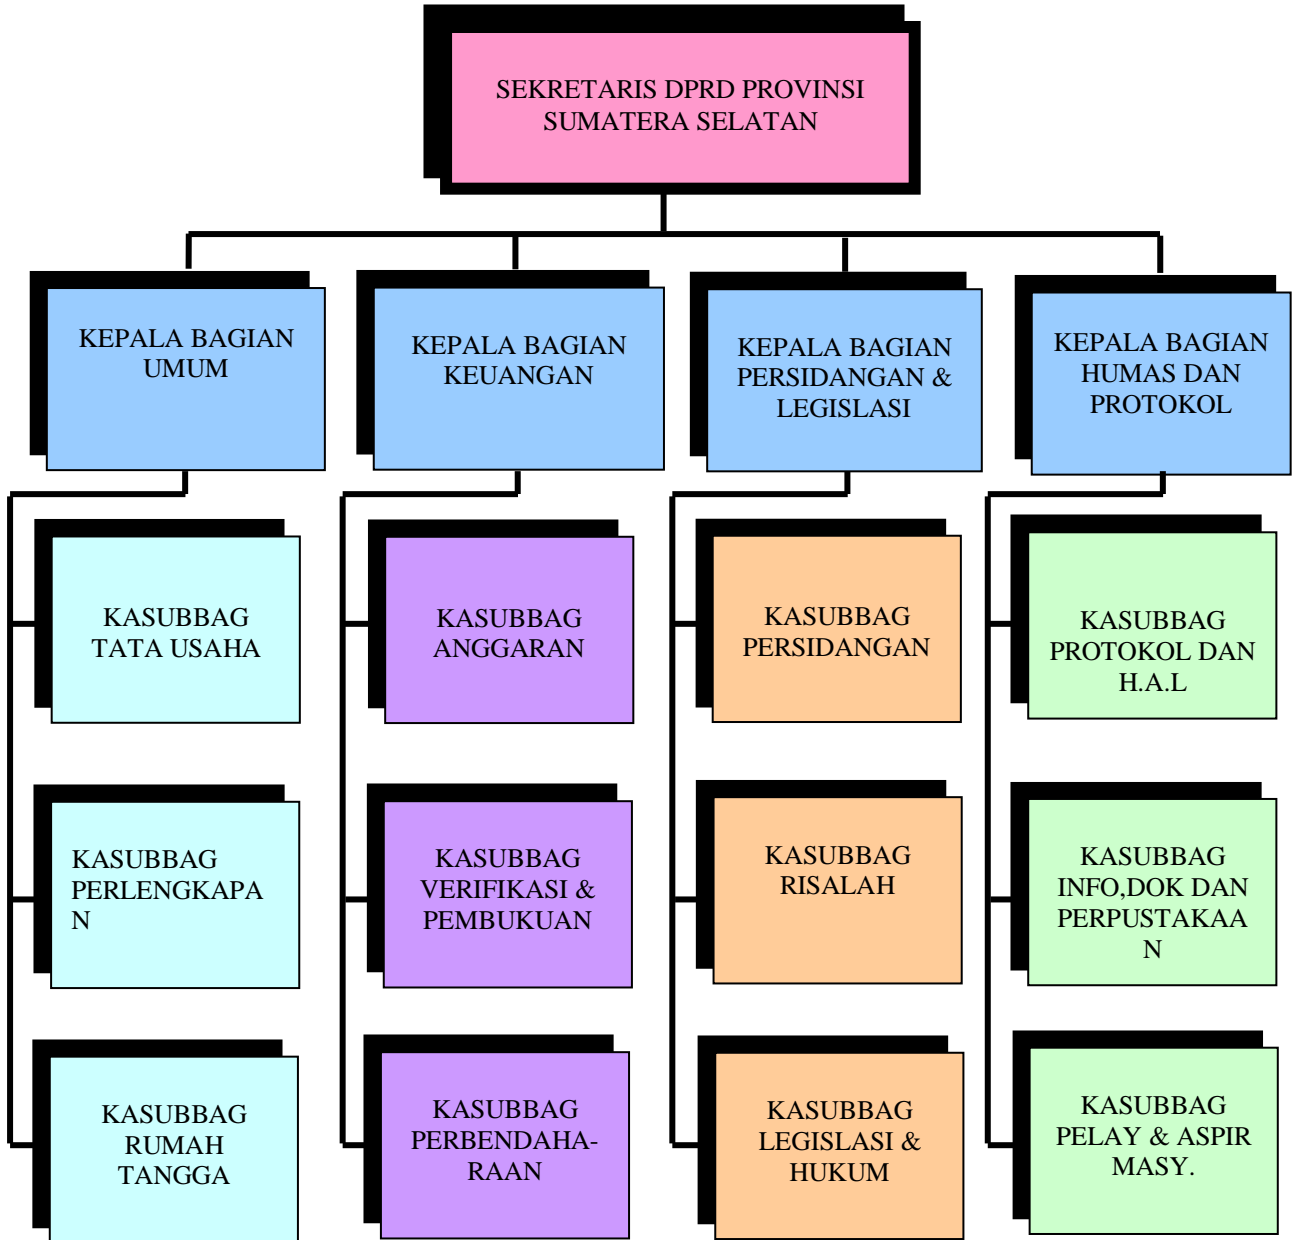 SEKRETARIS DPRD PROVINSI
SUMATERA SELATAN
KEPALA BAGIAN
UMUM
KEPALA BAGIAN
KEUANGAN
KEPALA BAGIAN
PERSIDANGAN &
LEGISLASI
KEPALA BAGIAN
HUMAS DAN
PROTOKOL
KASUBBAG
TATA USAHA
KASUBBAG
ANGGARAN
KASUBBAG
PERSIDANGAN
KASUBBAG
PROTOKOL DAN
H.A.L
KASUBBAG
PERLENGKAPA
N
KASUBBAG
VERIFIKASI &
PEMBUKUAN
KASUBBAG
RISALAH
KASUBBAG
INFO,DOK DAN
PERPUSTAKAA
N
KASUBBAG
RUMAH
TANGGA
KASUBBAG
PERBENDAHA-
RAAN
KASUBBAG
LEGISLASI &
HUKUM
KASUBBAG
PELAY & ASPIR
MASY.